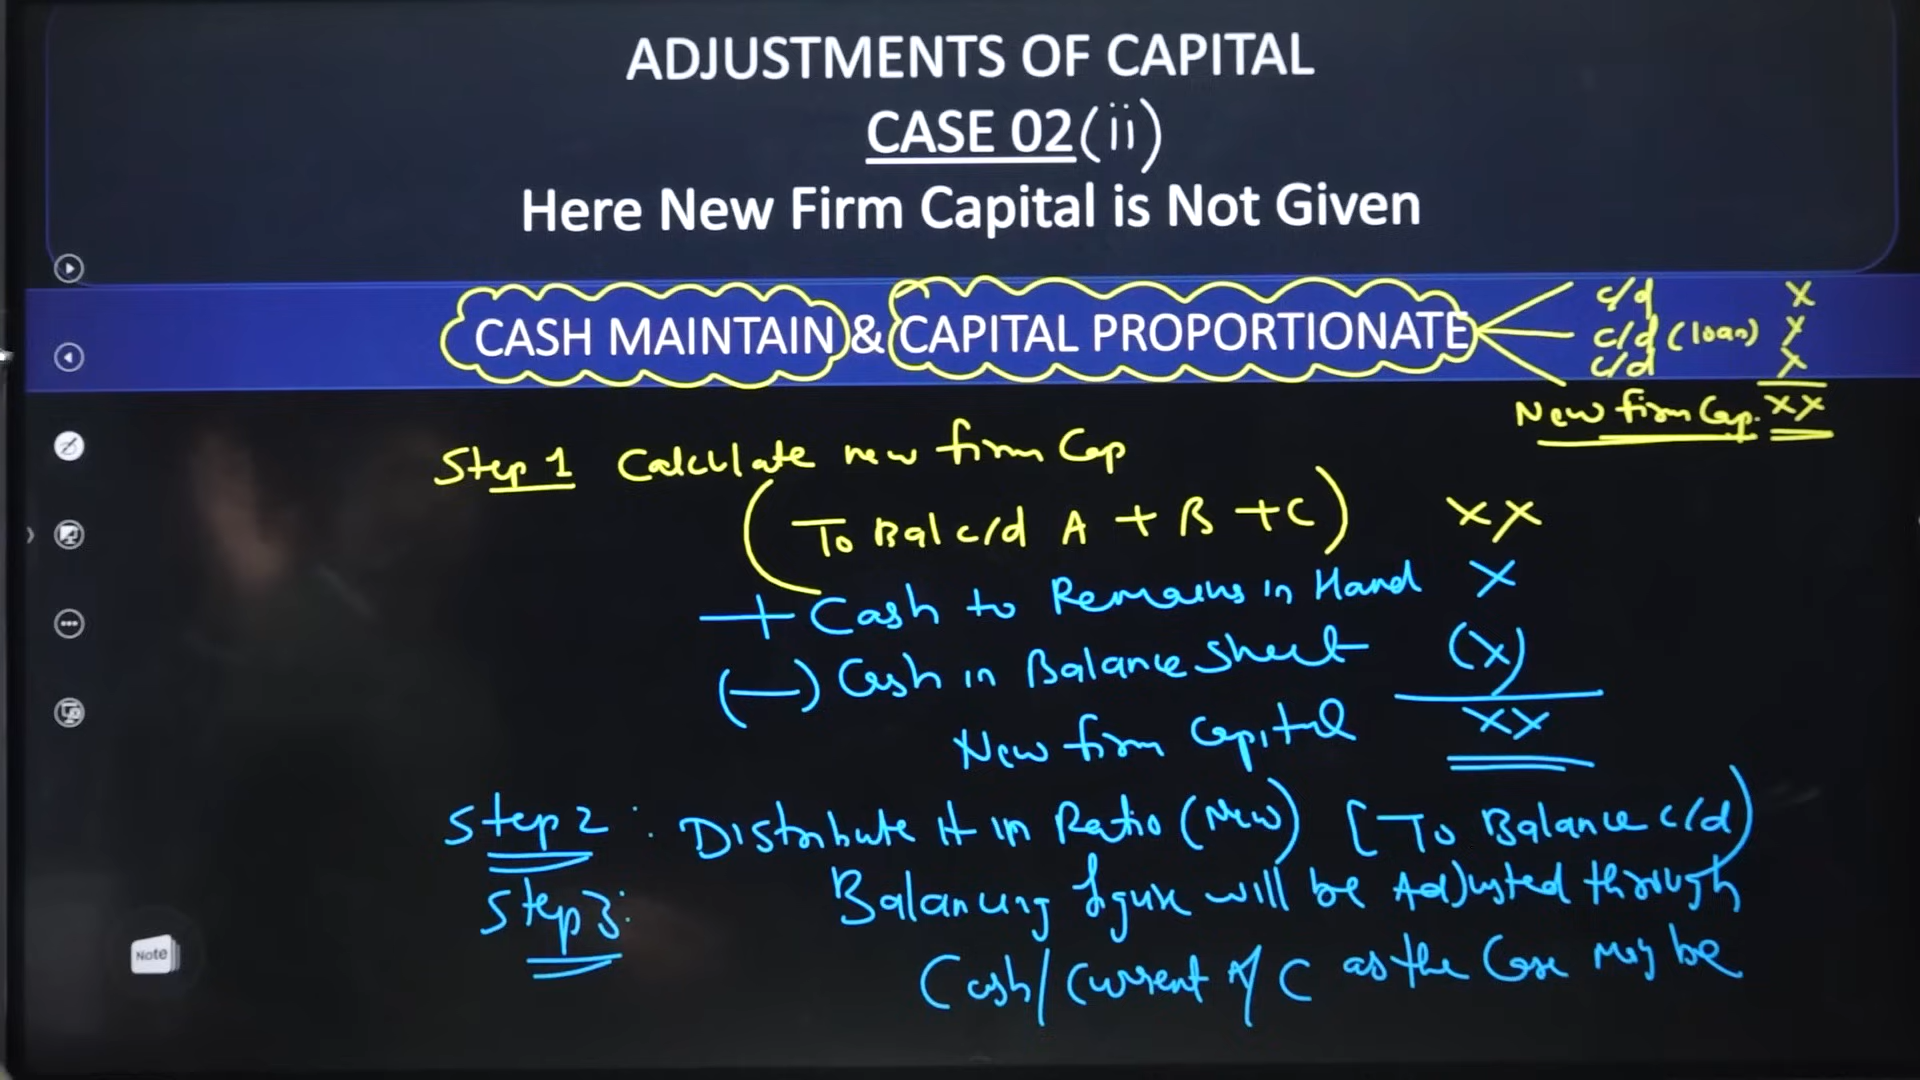 ADJUSTMENTS OF CAPITAL
CASE 02 (ii)
Here New Firm Capital is Not Given
CASH MAINTAIN & CAPITAL PROPORTIONATE
c/d X
c/d (loan) X
c/d X
New firm Cap. XX
Step 1 Calculate new firm Cap
(To Bal c/d A + B + C) XX
+ Cash to Remains in Hand X
(—) Cash in Balance Sheet (X)
New firm Capital XX
Step 2 : Distribute it in Ratio (New) [To Balance c/d)
Step 3: Balancing figure will be Adjusted through
Cash/Current A/C as the Case may be
Note